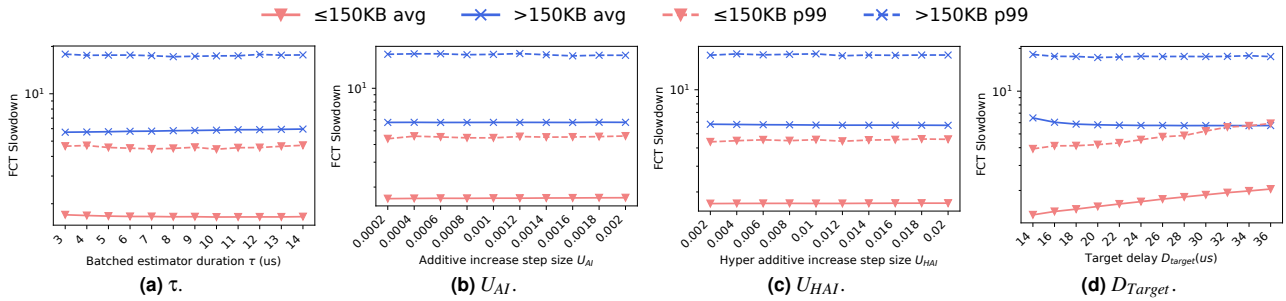 ≤150KB avg >150KB avg ≤150KB p99 >150KB p99
FCT Slowdown
10¹
3 4 5 6 7 8 9 10 11 12 13 14
Batched estimator duration τ (us)
(a) τ.
FCT Slowdown
10¹
0.00002 0.00004 0.0006 0.0008 0.001 0.0012 0.0014 0.0016 0.0018 0.002
Additive increase step size U_AI
(b) U_AI.
FCT Slowdown
10¹
0.002 0.004 0.006 0.008 0.01 0.012 0.014 0.016 0.018 0.02
Hyper additive increase step size U_HAI
(c) U_HAI.
FCT Slowdown
10¹
14 16 18 20 22 24 26 28 30 32 34 36
Target delay D_target(us)
(d) D_Target.